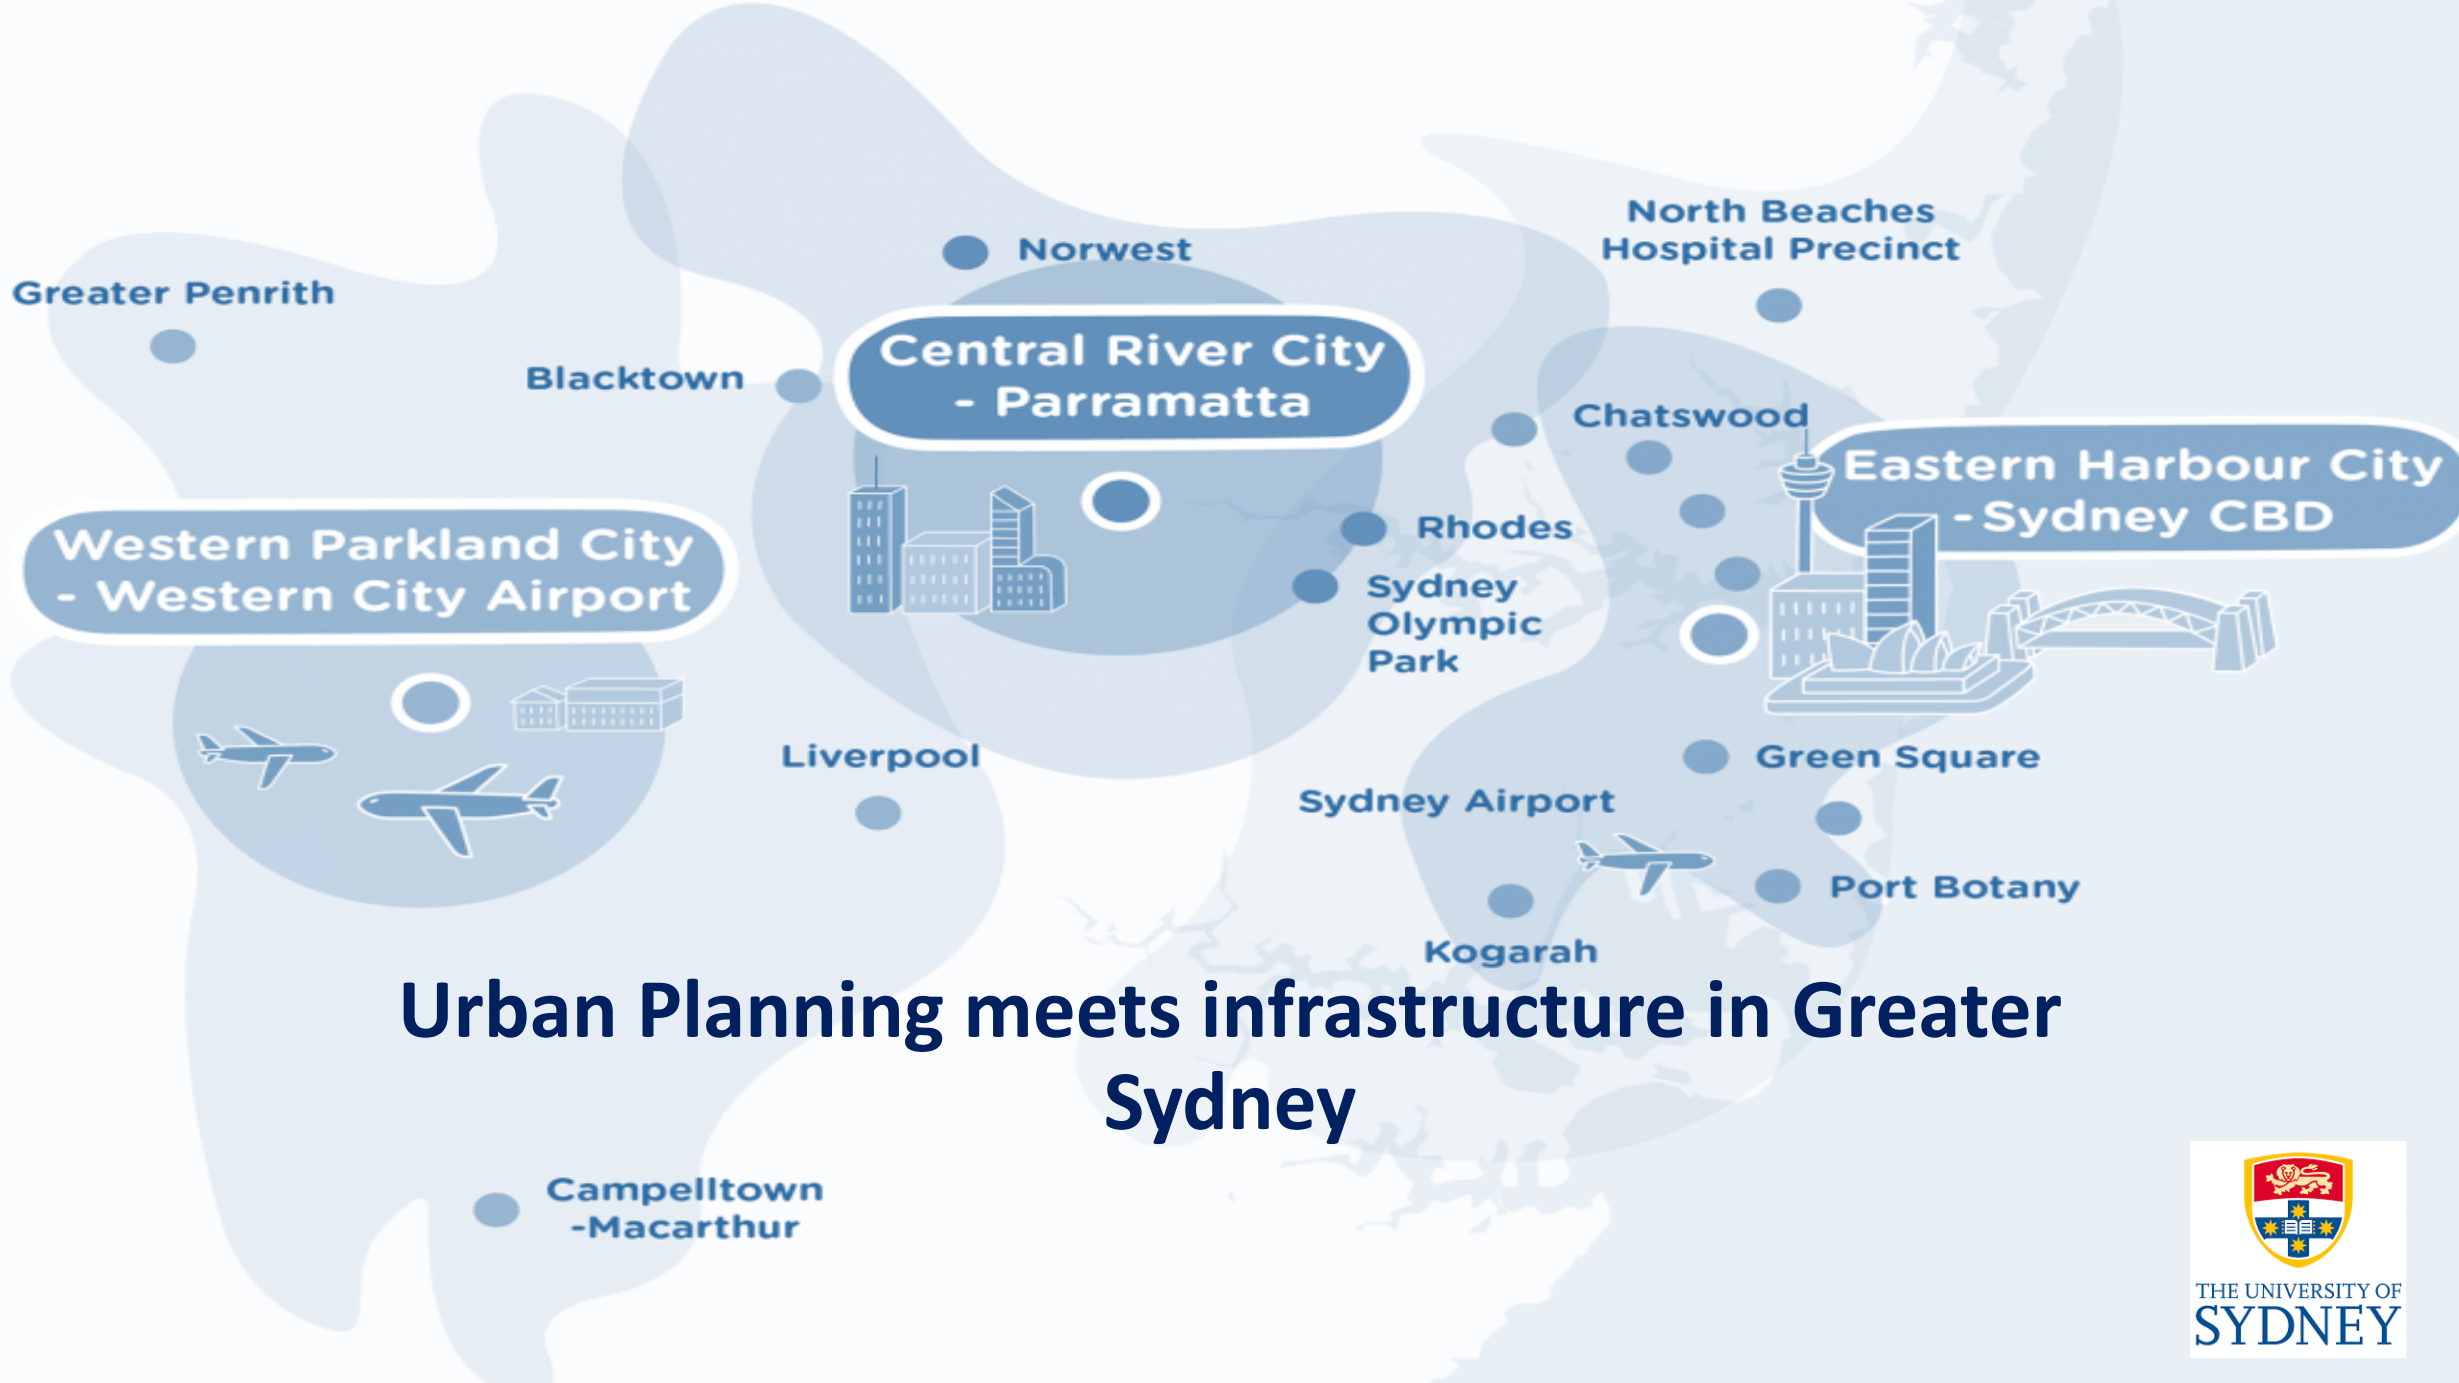 North Beaches
Hospital Precinct
Norwest
Greater Penrith
Central River City
- Parramatta
Blacktown
Chatswood
Eastern Harbour City
-Sydney CBD
Western Parkland City
- Western City Airport
Rhodes
Sydney
Olympic
Park
Liverpool
Green Square
Sydney Airport
Port Botany
Kogarah
Urban Planning meets infrastructure in Greater
Sydney
Campelltown
-Macarthur
THE UNIVERSITY OF
SYDNEY